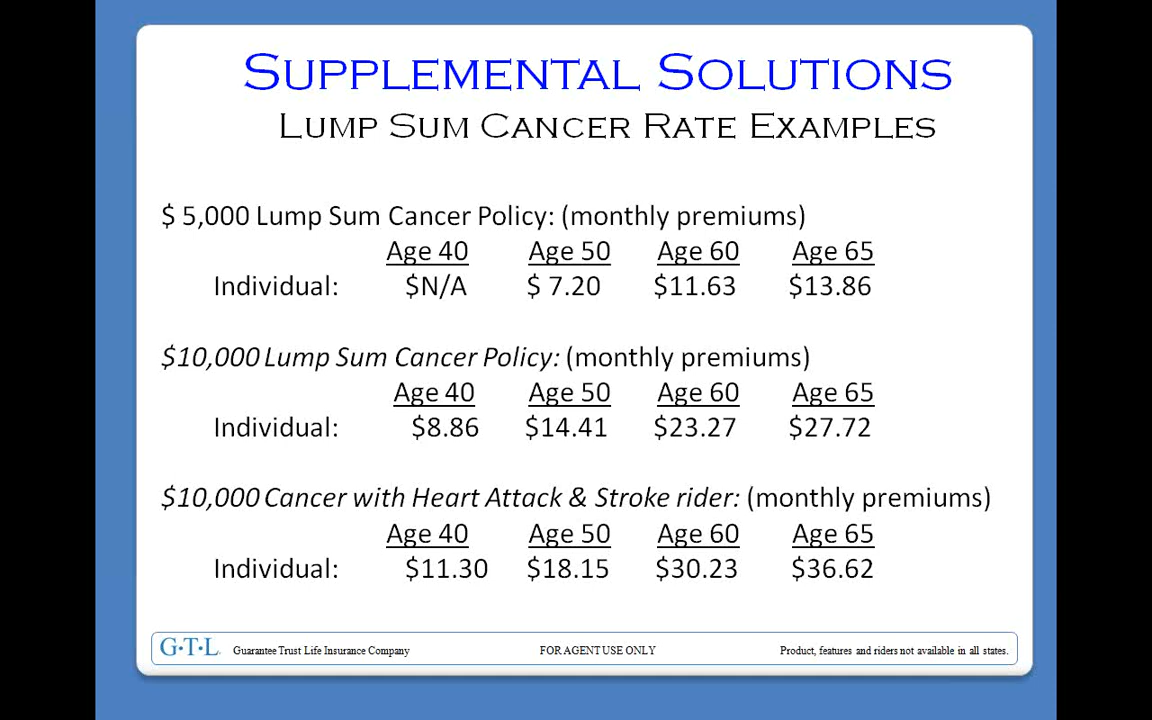 Supplemental Solutions
Lump Sum Cancer Rate Examples
$ 5,000 Lump Sum Cancer Policy: (monthly premiums)
Age 40 Age 50 Age 60 Age 65
Individual: $N/A $ 7.20 $11.63 $13.86
$10,000 Lump Sum Cancer Policy: (monthly premiums)
Age 40 Age 50 Age 60 Age 65
Individual: $8.86 $14.41 $23.27 $27.72
$10,000 Cancer with Heart Attack & Stroke rider: (monthly premiums)
Age 40 Age 50 Age 60 Age 65
Individual: $11.30 $18.15 $30.23 $36.62
G·T·L Guarantee Trust Life Insurance Company FOR AGENT USE ONLY Product, features and riders not available in all states.